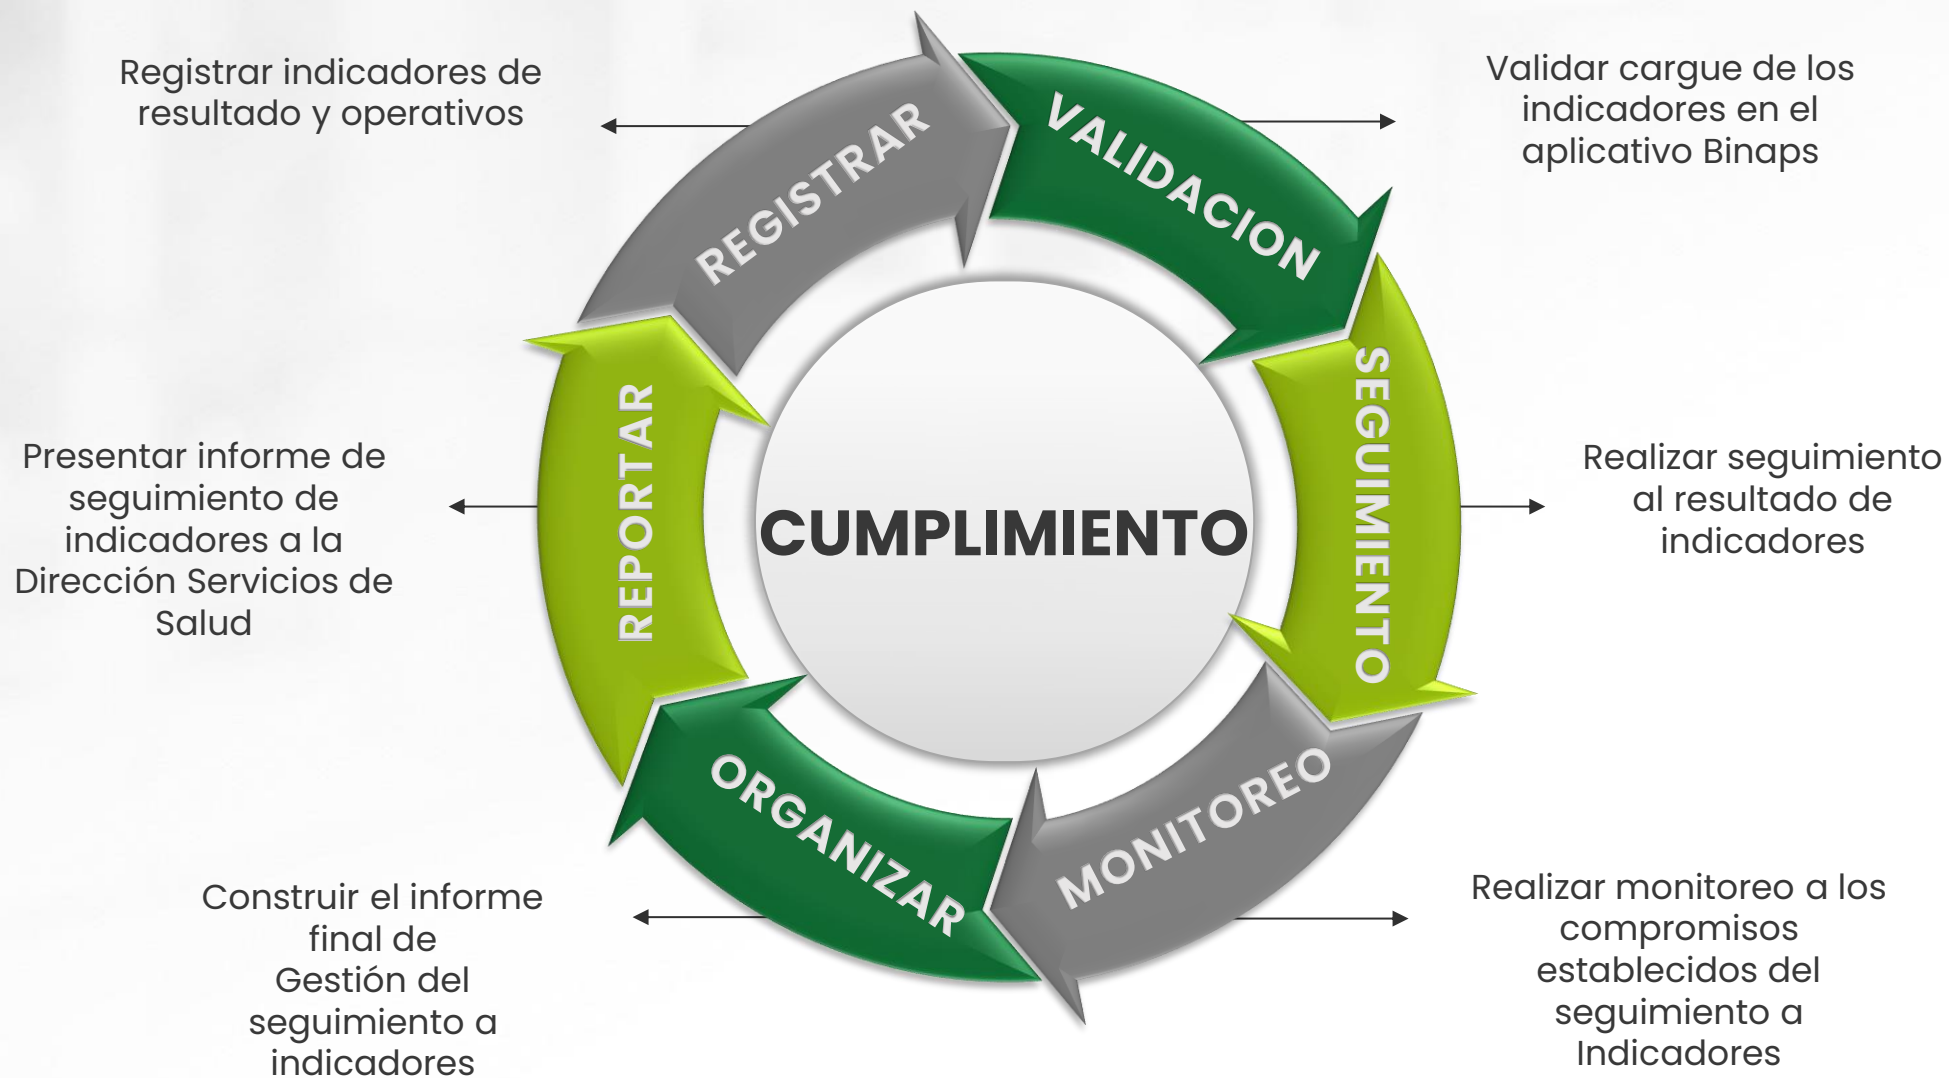 Registrar indicadores de
resultado y operativos
REGISTRAR
VALIDACION
Validar cargue de los
indicadores en el
aplicativo Binaps
SEGUIMIENTO
Realizar seguimiento
al resultado de
indicadores
MONITOREO
Realizar monitoreo a los
compromisos
establecidos del
seguimiento a
Indicadores
ORGANIZAR
Construir el informe
final de
Gestión del
seguimiento a
indicadores
REPORTAR
Presentar informe de
seguimiento de
indicadores a la
Dirección Servicios de
Salud
CUMPLIMIENTO